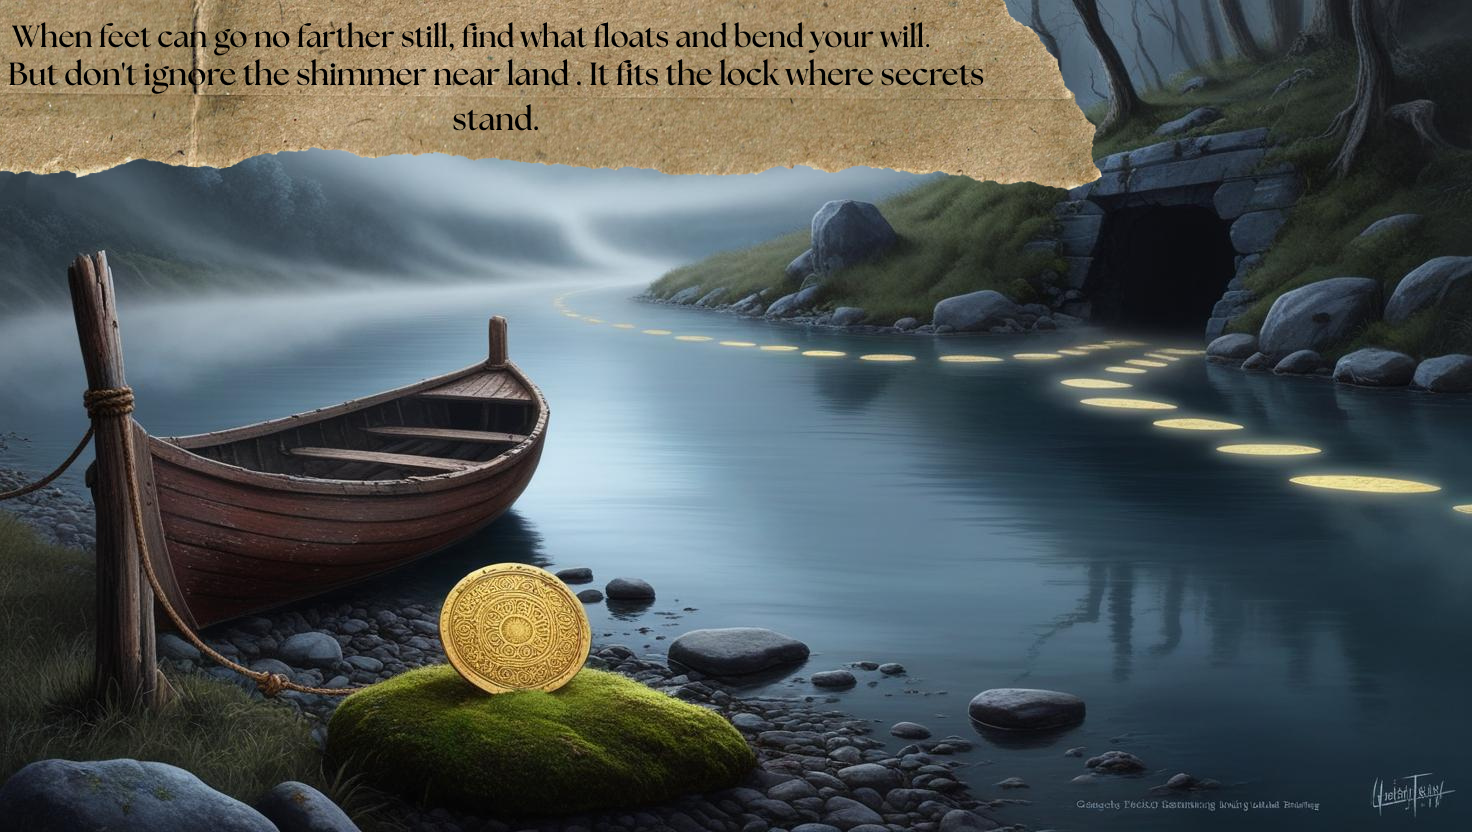 When feet can go no farther still, find what floats and bend your will.
But don't ignore the shimmer near land . It fits the lock where secrets
stand.